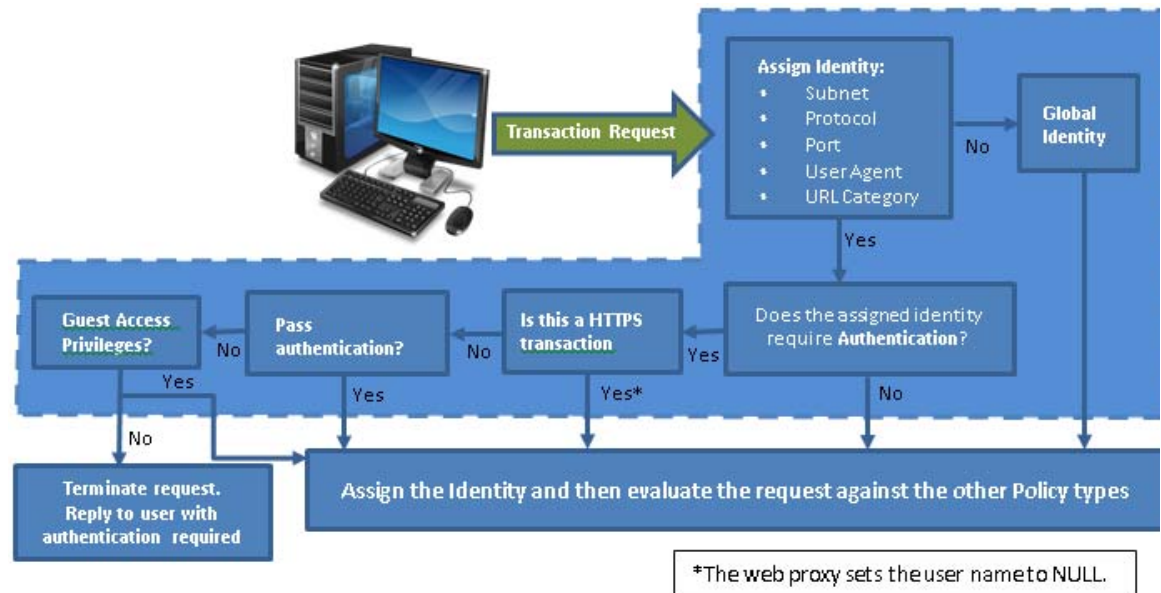 Transaction Request
Assign Identity:
* Subnet
* Protocol
* Port
* User Agent
* URL Category
No
Global
Identity
Yes
Does the assigned identity
require Authentication?
Yes
Is this a HTTPS
transaction
No
Pass
authentication?
No
Guest Access
Privileges?
Yes
Yes
Yes*
No
No
Terminate request.
Reply to user with
authentication required
Assign the Identity and then evaluate the request against the other Policy types
*The web proxy sets the user name to NULL.